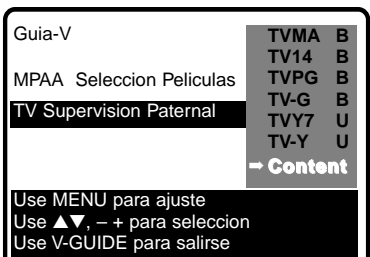 Guia-V
MPAA Seleccion Peliculas
TV Supervision Paternal
TVMA B
TV14 B
TVPG B
TV-G B
TVY7 U
TV-Y U
➡ Content
Use MENU para ajuste
Use ▲▼, – + para seleccion
Use V-GUIDE para salirse